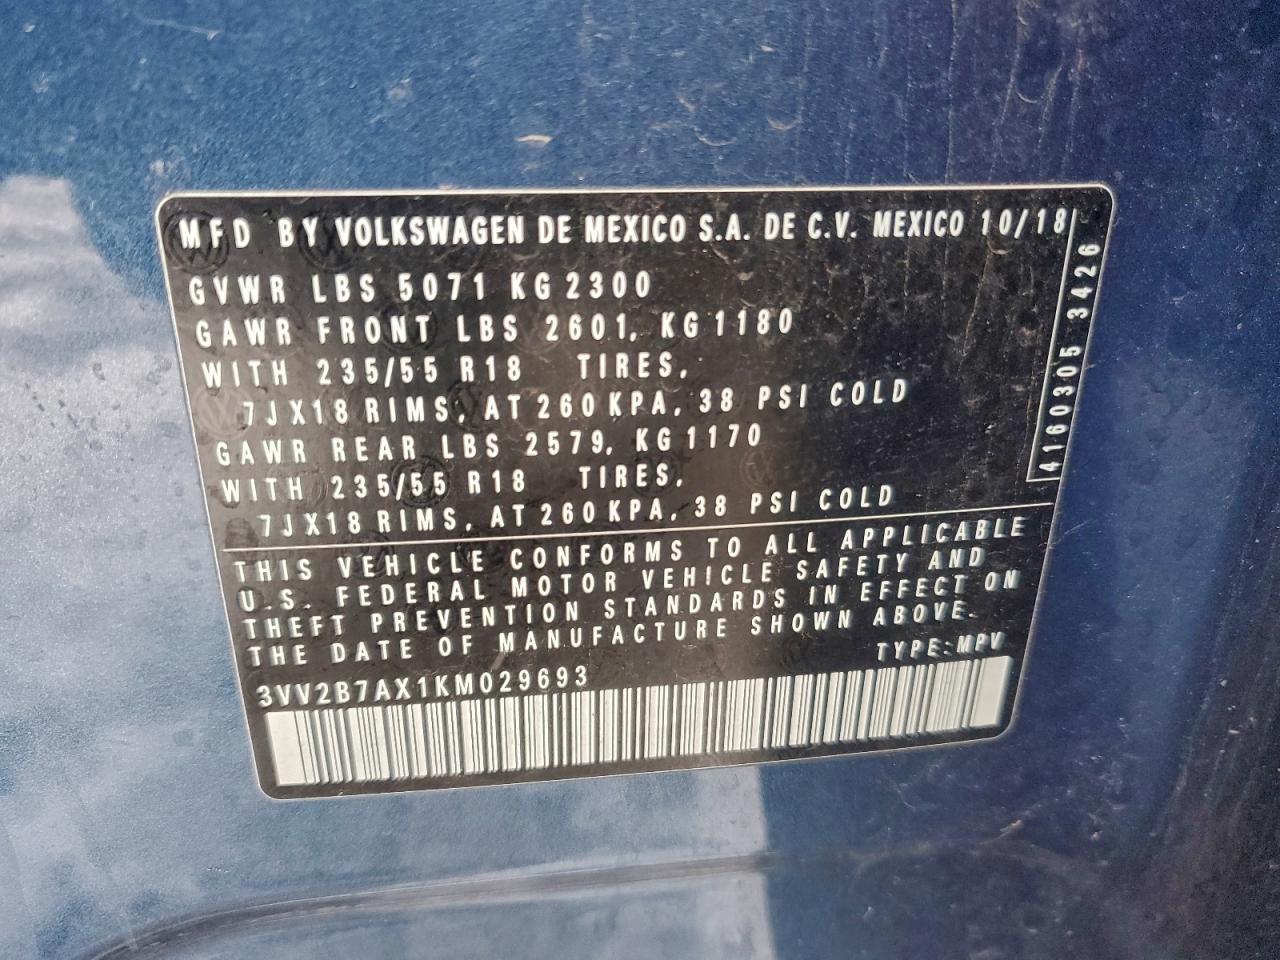 MFD BY VOLKSWAGEN DE MEXICO S.A. DE C.V. MEXICO 10/18
GVWR LBS 5071 KG 2300
GAWR FRONT LBS 2601, KG 1180
WITH 235/55 R18 TIRES,
7JX18 RIMS, AT 260 KPA, 38 PSI COLD
GAWR REAR LBS 2579, KG 1170
WITH 235/55 R18 TIRES,
7JX18 RIMS, AT 260 KPA, 38 PSI COLD
4160305 3426
THIS VEHICLE CONFORMS TO ALL APPLICABLE
U.S. FEDERAL MOTOR VEHICLE SAFETY AND
THEFT PREVENTION STANDARDS IN EFFECT ON
THE DATE OF MANUFACTURE SHOWN ABOVE.
TYPE:MPV
3VV2B7AX1KM029693